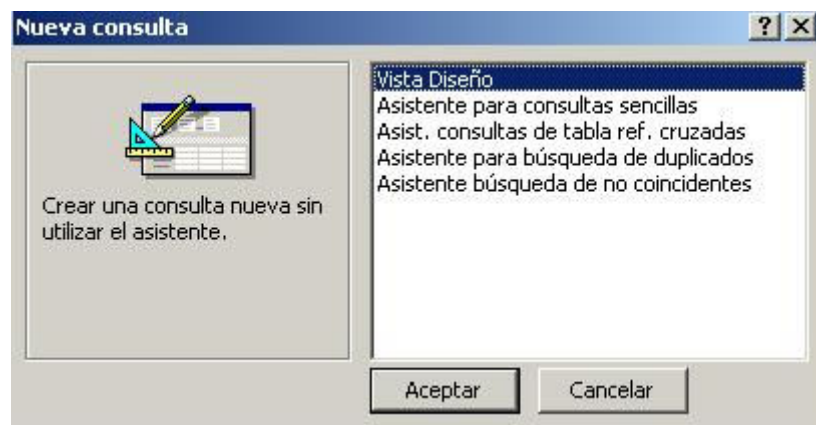 Nueva consulta
Crear una consulta nueva sin
utilizar el asistente.
Vista Diseño
Asistente para consultas sencillas
Asist. consultas de tabla ref. cruzadas
Asistente para búsqueda de duplicados
Asistente búsqueda de no coincidentes
Aceptar
Cancelar